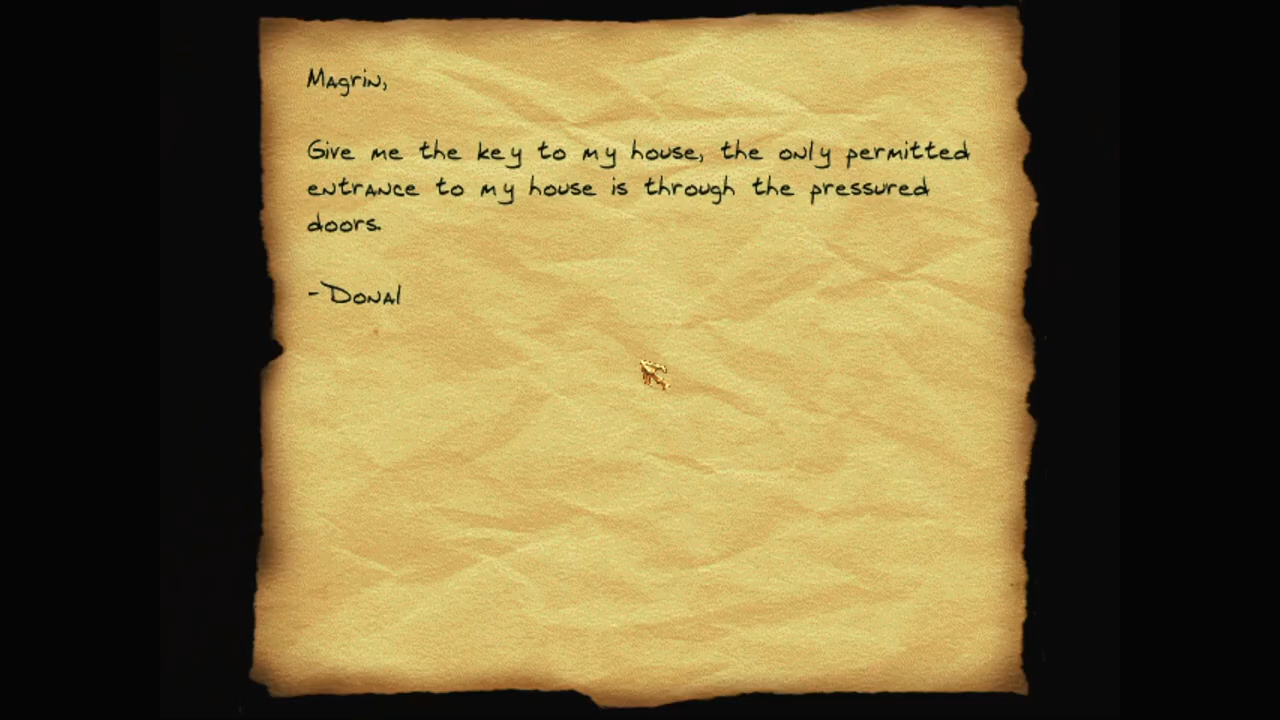 Magrin,
Give me the key to my house, the only permitted
entrance to my house is through the pressured
doors.
-Donal